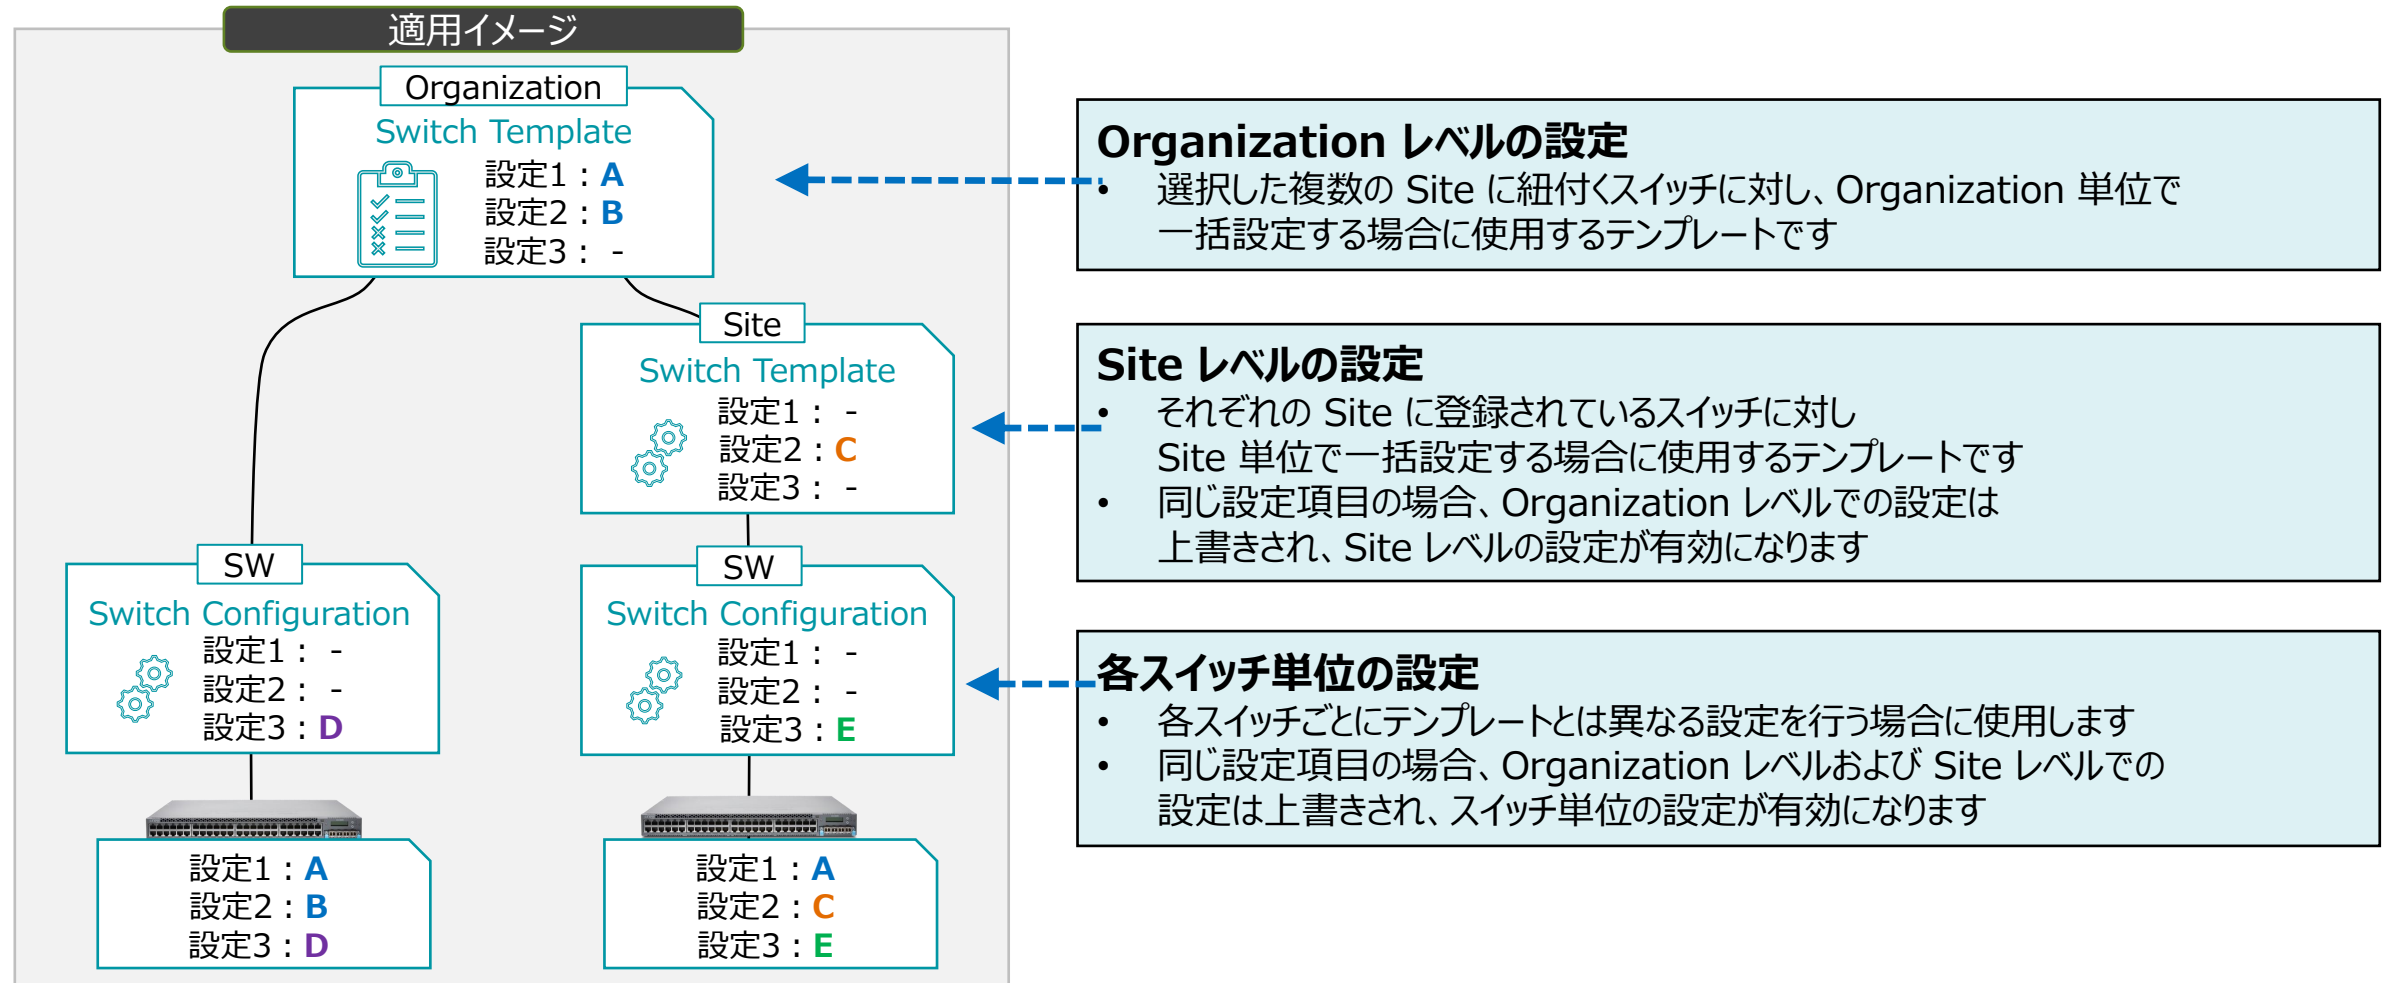 適用イメージ
Organization
Switch Template
設定1：A
設定2：B
設定3： -
Site
Switch Template
設定1： -
設定2：C
設定3： -
SW
Switch Configuration
設定1： -
設定2： -
設定3：D
SW
Switch Configuration
設定1： -
設定2： -
設定3：E
設定1：A
設定2：B
設定3：D
設定1：A
設定2：C
設定3：E
Organization レベルの設定
• 選択した複数の Site に紐付くスイッチに対し、Organization 単位で
一括設定する場合に使用するテンプレートです
Site レベルの設定
• それぞれの Site に登録されているスイッチに対し
Site 単位で一括設定する場合に使用するテンプレートです
• 同じ設定項目の場合、Organization レベルでの設定は
上書きされ、Site レベルの設定が有効になります
各スイッチ単位の設定
• 各スイッチごとにテンプレートとは異なる設定を行う場合に使用します
• 同じ設定項目の場合、Organization レベルおよび Site レベルでの
設定は上書きされ、スイッチ単位の設定が有効になります